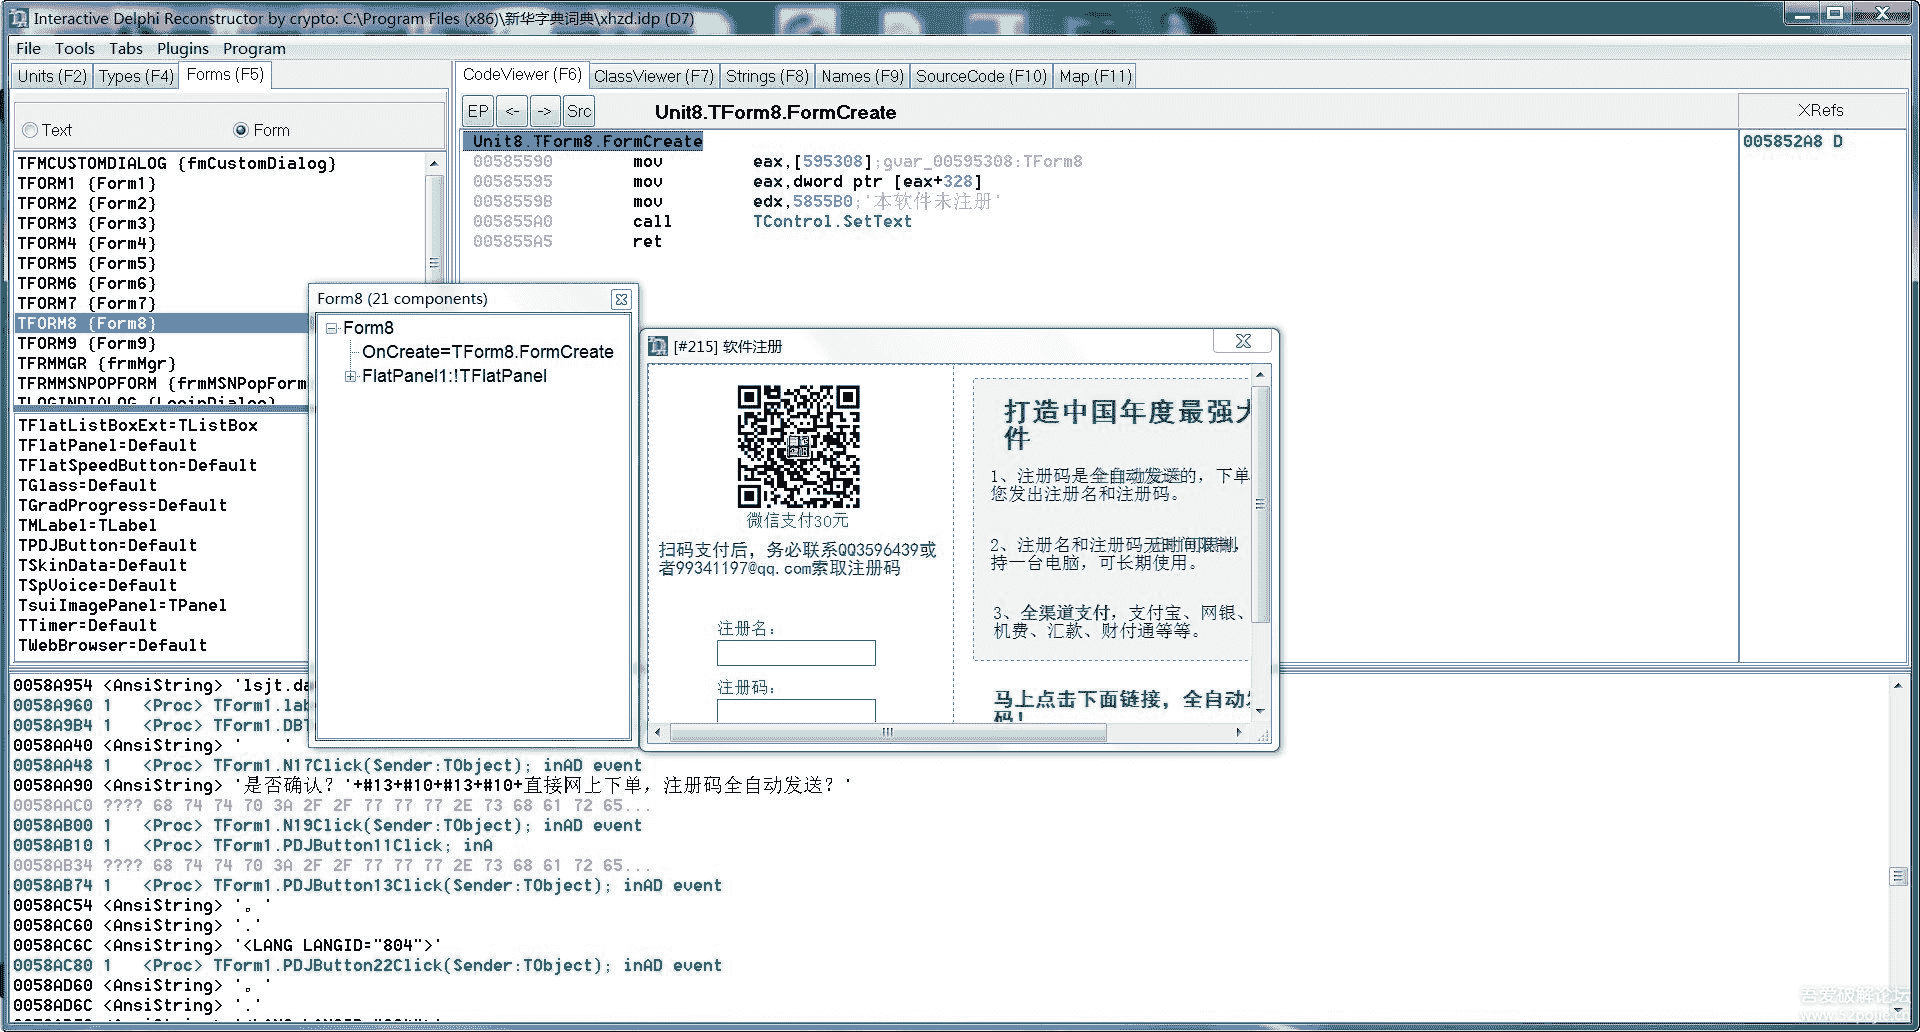 Interactive Delphi Reconstructor by crypto: C:\Program Files (x86)\新华字典词典\xhzd.idp (D7)
File Tools Tabs Plugins Program
Units (F2) Types (F4) Forms (F5)
CodeViewer (F6) ClassViewer (F7) Strings (F8) Names (F9) SourceCode (F10) Map (F11)
Text Form
EP <- -> Src Unit8.TForm8.FormCreate
XRefs
005852A8 D
TFMCUSTOMDIALOG {fmCustomDialog}
TFORM1 {Form1}
TFORM2 {Form2}
TFORM3 {Form3}
TFORM4 {Form4}
TFORM5 {Form5}
TFORM6 {Form6}
TFORM7 {Form7}
TFORM8 {Form8}
TFORM9 {Form9}
TFRMMGR {frmMgr}
TFRMMSNPOPFORM {frmMSNPopForm
TLOGINDIALOG {LoginDialog}
TFlatListBoxExt=TListBox
TFlatPanel=Default
TFlatSpeedButton=Default
TGlass=Default
TGradProgress=Default
TMLabel=TLabel
TPDJButton=Default
TSkinData=Default
TSpVoice=Default
TsuiImagePanel=TPanel
TTimer=Default
TWebBrowser=Default
Unit8.TForm8.FormCreate
00585590 mov eax,[595308];gvar_00595308:TForm8
00585595 mov eax,dword ptr [eax+328]
0058559B mov edx,5855B0;'本软件未注册'
005855A0 call TControl.SetText
005855A5 ret
Form8 (21 components)
Form8
OnCreate=TForm8.FormCreate
FlatPanel1:!TFlatPanel
[#215] 软件注册
微信支付30元
扫码支付后，务必联系QQ3596439或
者99341197@qq.com索取注册码
注册名：
注册码：
打造中国年度最强大
件
1、注册码是全自动发送的，下单
您发出注册名和注册码。
2、注册名和注册码无时间限制，
持一台电脑，可长期使用。
3、全渠道支付，支付宝、网银、
机费、汇款、财付通等等。
马上点击下面链接，全自动发
码！
0058A954 <AnsiString> 'lsjt.da
0058A960 1 <Proc> TForm1.lab
0058A9B4 1 <Proc> TForm1.DBT
0058AA40 <AnsiString> '    '
0058AA48 1 <Proc> TForm1.N17Click(Sender:TObject); inAD event
0058AA90 <AnsiString> '是否确认？'+#13+#10+#13+#10+直接网上下单，注册码全自动发送？'
0058AAC0 ???? 68 74 74 70 3A 2F 2F 77 77 77 2E 73 68 61 72 65...
0058AB00 1 <Proc> TForm1.N19Click(Sender:TObject); inAD event
0058AB10 1 <Proc> TForm1.PDJButton11Click; inA
0058AB34 ???? 68 74 74 70 3A 2F 2F 77 77 77 2E 73 68 61 72 65...
0058AB74 1 <Proc> TForm1.PDJButton13Click(Sender:TObject); inAD event
0058AC54 <AnsiString> '。'
0058AC60 <AnsiString> '.'
0058AC6C <AnsiString> '<LANG LANGID="804">'
0058AC80 1 <Proc> TForm1.PDJButton22Click(Sender:TObject); inAD event
0058AD60 <AnsiString> '。'
0058AD6C <AnsiString> '.'
吾爱破解论坛
www.52pojie.cn